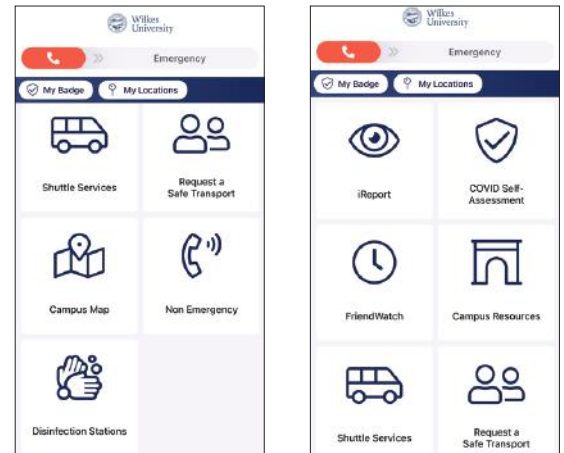 Wilkes
University
Emergency
My Badge
My Locations
Shuttle Services
Request a
Safe Transport
Campus Map
Non Emergency
Disinfection Stations
Wilkes
University
Emergency
My Badge
My Locations
iReport
COVID Self-
Assessment
FriendWatch
Campus Resources
Shuttle Services
Request a
Safe Transport